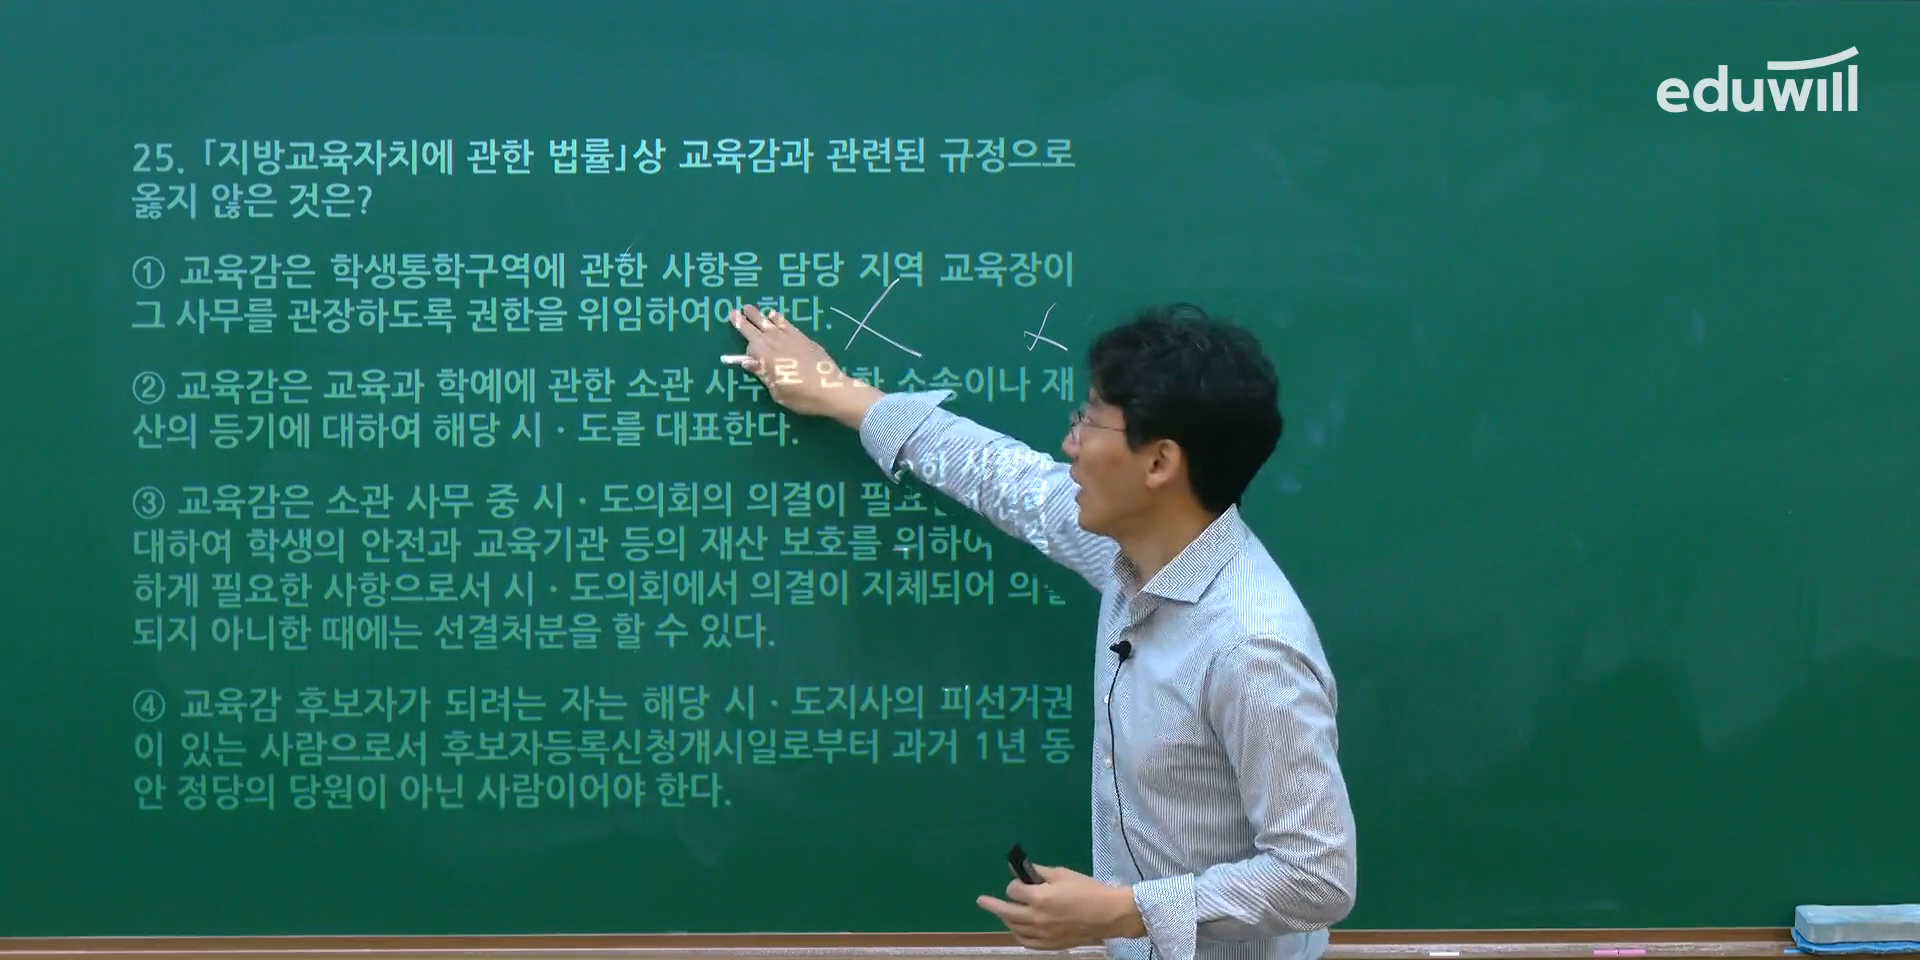 eduwill
25. 「지방교육자치에 관한 법률」상 교육감과 관련된 규정으로
옳지 않은 것은?
① 교육감은 학생통학구역에 관한 사항을 담당 지역 교육장이
그 사무를 관장하도록 권한을 위임하여야 한다.
② 교육감은 교육과 학예에 관한 소관 사무로 인한 소송이나 재
산의 등기에 대하여 해당 시 · 도를 대표한다.
③ 교육감은 소관 사무 중 시 · 도의회의 의결이 필요한
대하여 학생의 안전과 교육기관 등의 재산 보호를 위하여
하게 필요한 사항으로서 시 · 도의회에서 의결이 지체되어
되지 아니한 때에는 선결처분을 할 수 있다.
④ 교육감 후보자가 되려는 자는 해당 시 · 도지사의 피선거권
이 있는 사람으로서 후보자등록신청개시일로부터 과거 1년 동
안 정당의 당원이 아닌 사람이어야 한다.